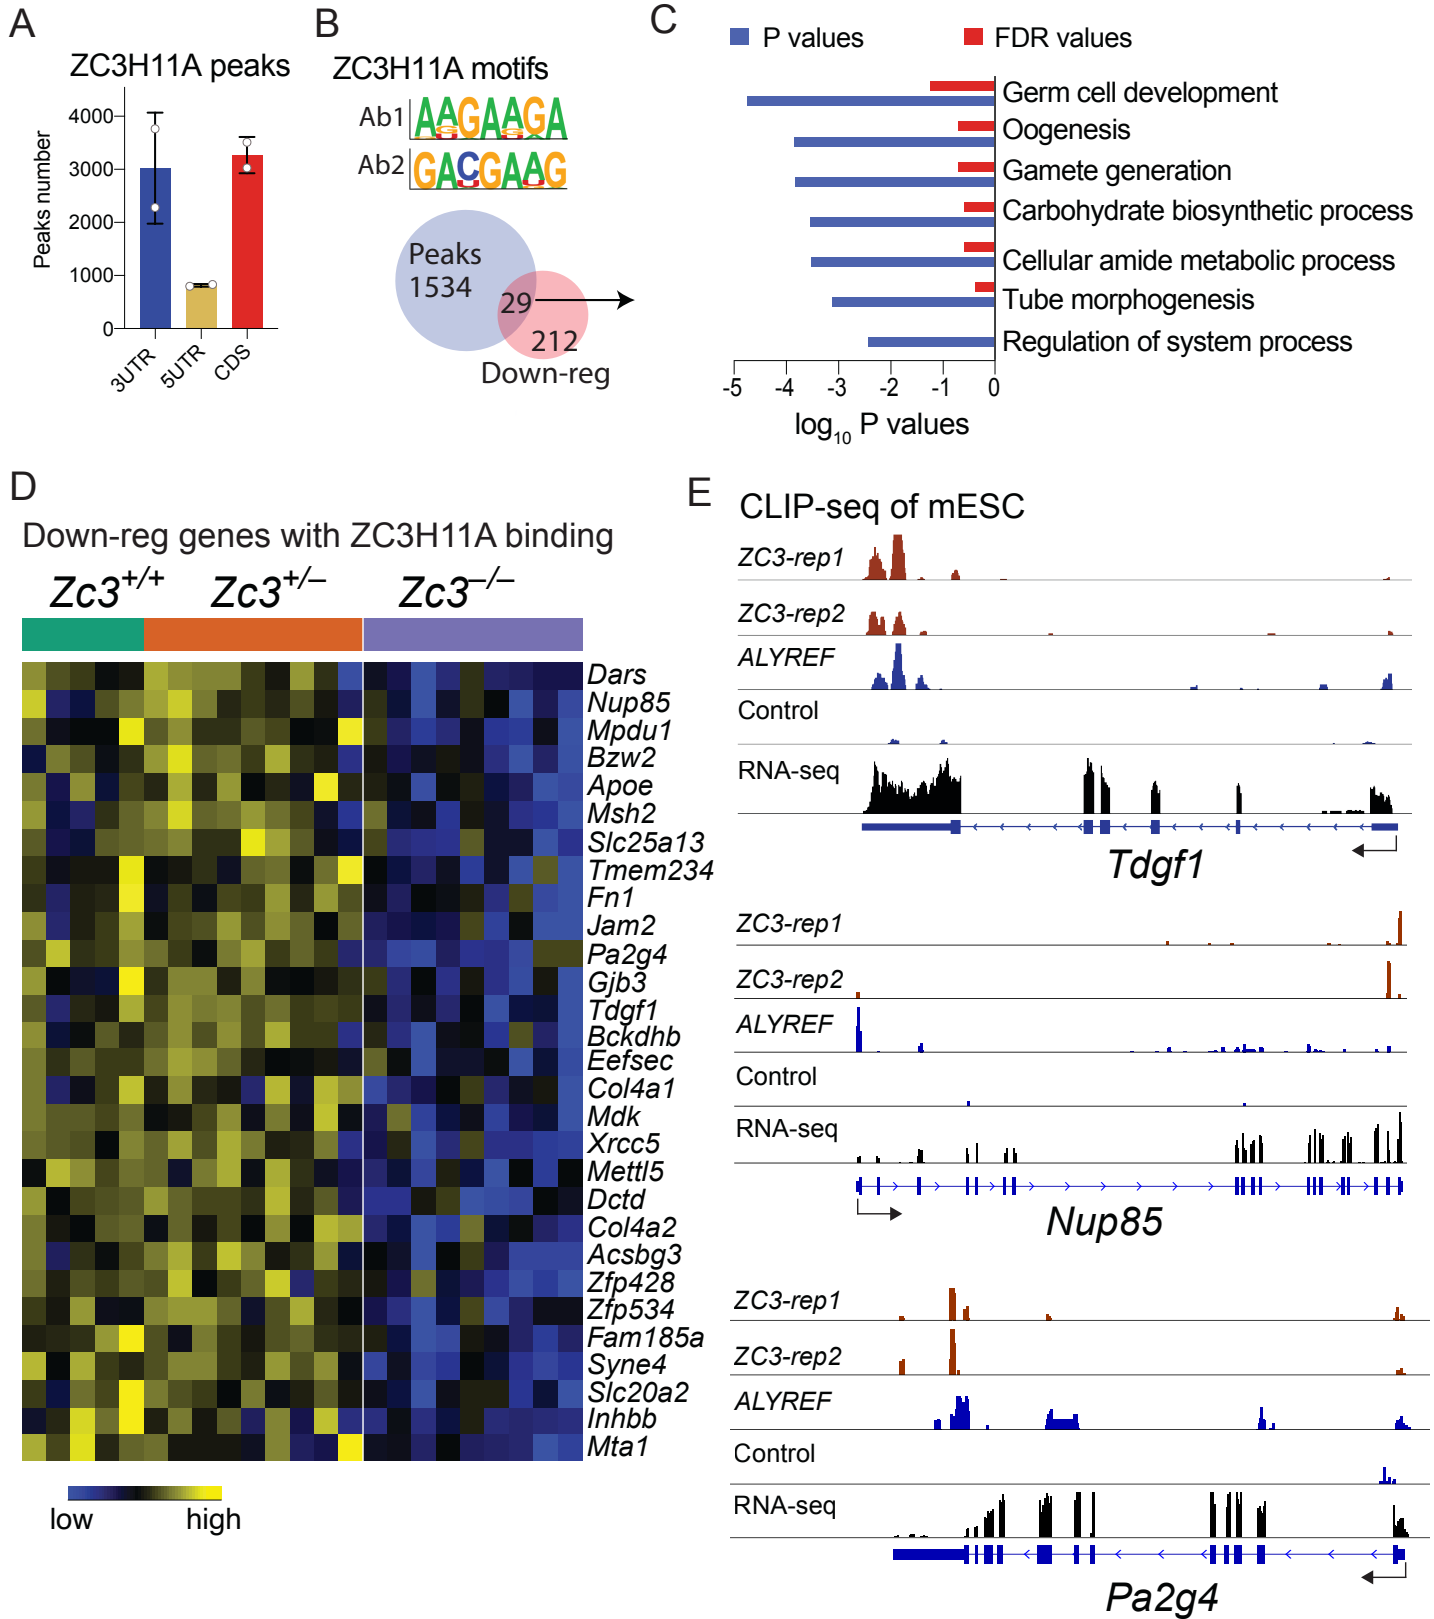 A
ZC3H11A peaks
Peaks number
4000
3000
2000
1000
0
3UTR
5UTR
CDS
B
ZC3H11A motifs
Ab1 AAGAAGA
Ab2 GACGAAG
Peaks
1534
29
212
Down-reg
C
P values
FDR values
Germ cell development
Oogenesis
Gamete generation
Carbohydrate biosynthetic process
Cellular amide metabolic process
Tube morphogenesis
Regulation of system process
-5 -4 -3 -2 -1 0
log10 P values
D
Down-reg genes with ZC3H11A binding
Zc3+/+ Zc3+/– Zc3–/–
Dars
Nup85
Mpdu1
Bzw2
Apoe
Msh2
Slc25a13
Tmem234
Fn1
Jam2
Pa2g4
Gjb3
Tdgf1
Bckdhb
Eefsec
Col4a1
Mdk
Xrcc5
Mettl5
Dctd
Col4a2
Acsbg3
Zfp428
Zfp534
Fam185a
Syne4
Slc20a2
Inhbb
Mta1
low high
E
CLIP-seq of mESC
ZC3-rep1
ZC3-rep2
ALYREF
Control
RNA-seq
Tdgf1
ZC3-rep1
ZC3-rep2
ALYREF
Control
RNA-seq
Nup85
ZC3-rep1
ZC3-rep2
ALYREF
Control
RNA-seq
Pa2g4